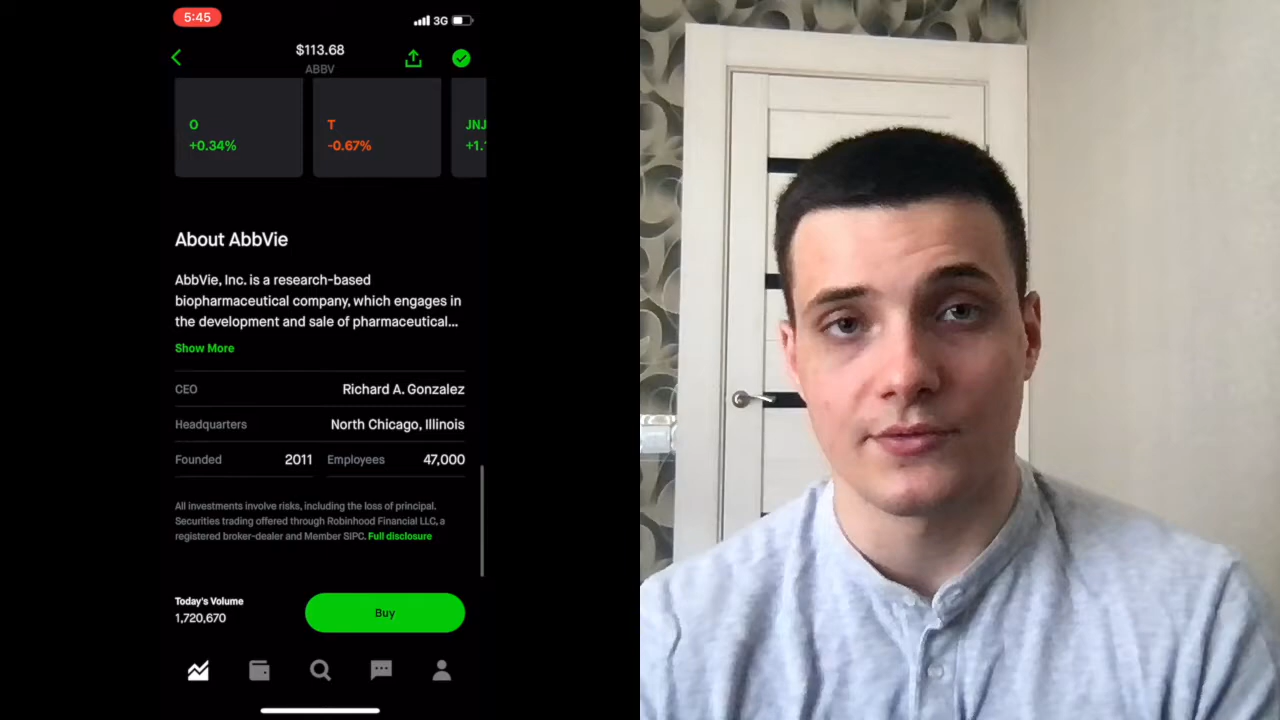 5:45
3G
$113.68
ABBV
O
T
JNJ
+0.34%
-0.67%
+1.
About AbbVie
AbbVie, Inc. is a research-based
biopharmaceutical company, which engages in
the development and sale of pharmaceutical...
Show More
CEO Richard A. Gonzalez
Headquarters North Chicago, Illinois
Founded 2011 Employees 47,000
All investments involve risks, including the loss of principal.
Securities trading offered through Robinhood Financial LLC, a
registered broker-dealer and Member SIPC. Full disclosure
Today's Volume
1,720,670
Buy